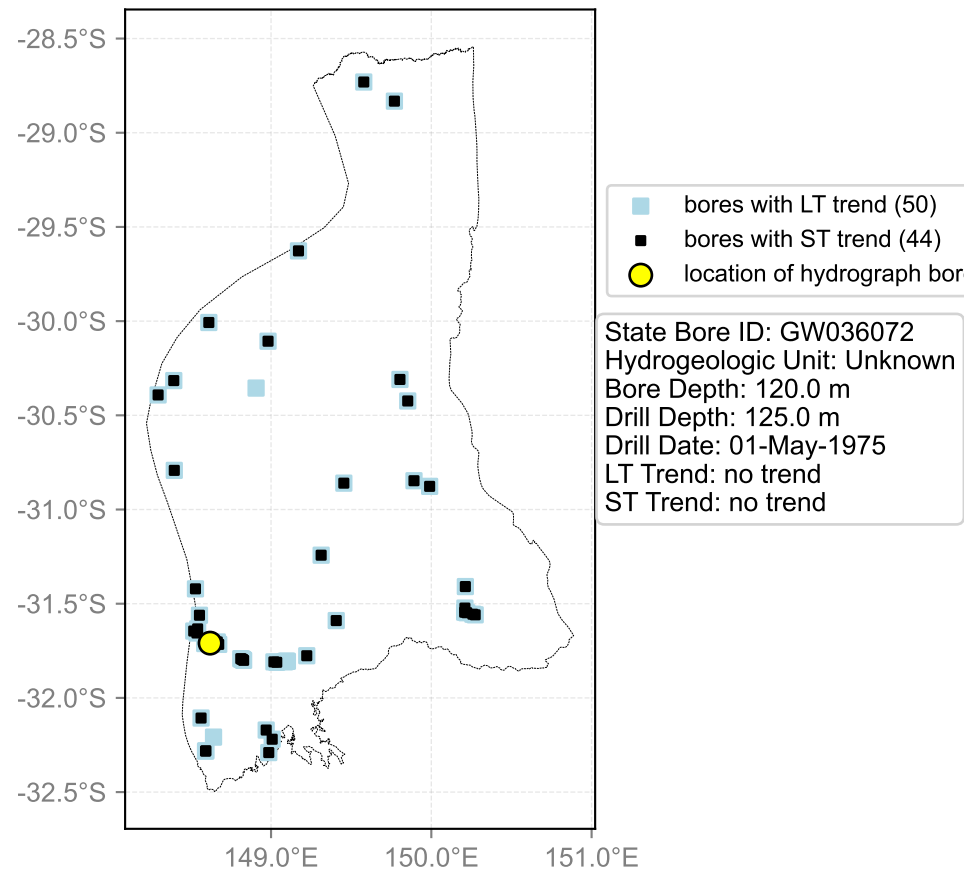 -28.5°S
-29.0°S
-29.5°S
-30.0°S
-30.5°S
-31.0°S
-31.5°S
-32.0°S
-32.5°S
149.0°E
150.0°E
151.0°E
bores with LT trend (50)
bores with ST trend (44)
location of hydrograph bor
State Bore ID: GW036072
Hydrogeologic Unit: Unknown
Bore Depth: 120.0 m
Drill Depth: 125.0 m
Drill Date: 01-May-1975
LT Trend: no trend
ST Trend: no trend